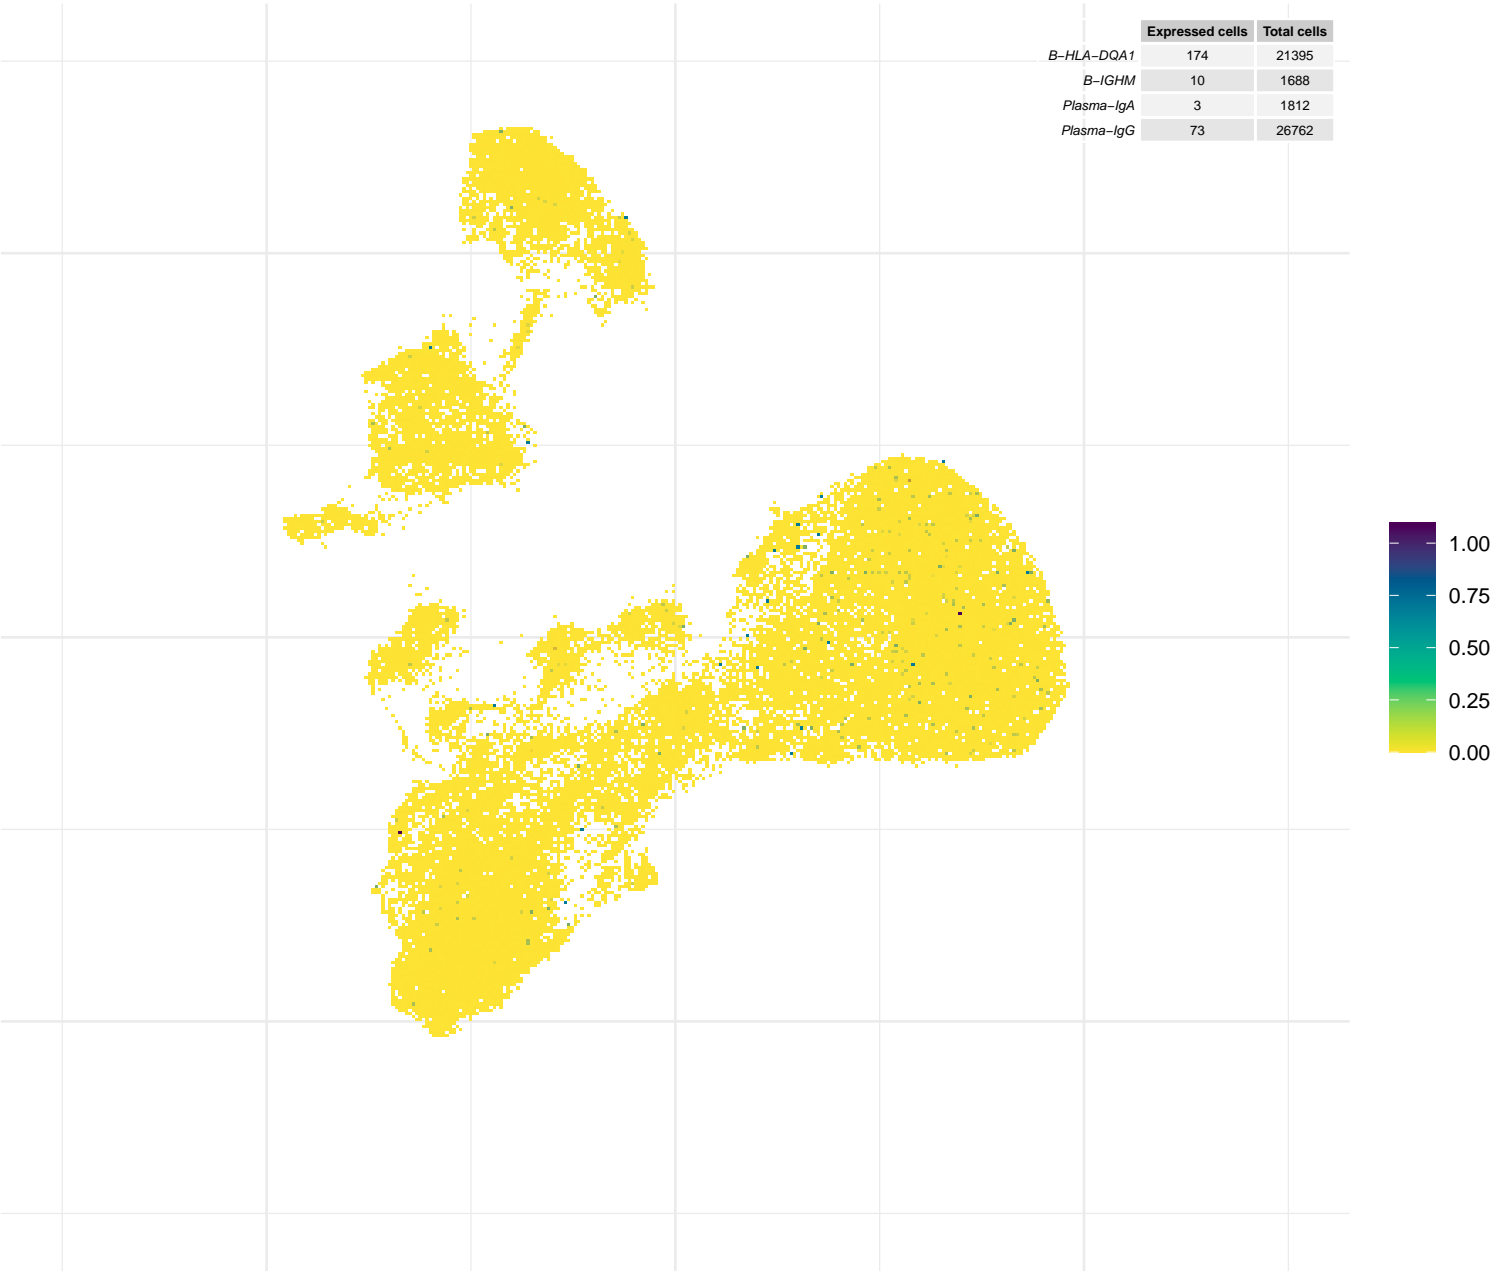 Expressed cells Total cells
B−HLA−DQA1 174 21395
B−IGHM 10 1688
Plasma−IgA 3 1812
Plasma−IgG 73 26762
1.00
0.75
0.50
0.25
0.00